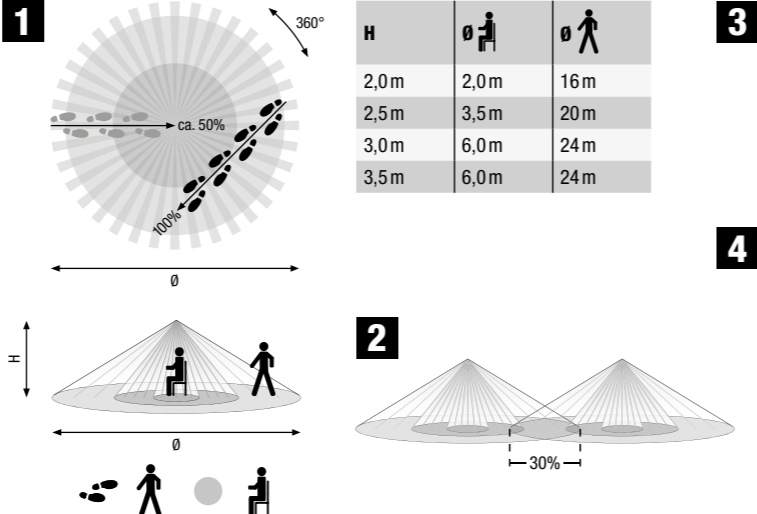 1
360°
ca. 50%
100%
Ø
H
Ø
H Ø Ø
2,0 m 2,0 m 16 m
2,5 m 3,5 m 20 m
3,0 m 6,0 m 24 m
3,5 m 6,0 m 24 m
2
30%
3
4